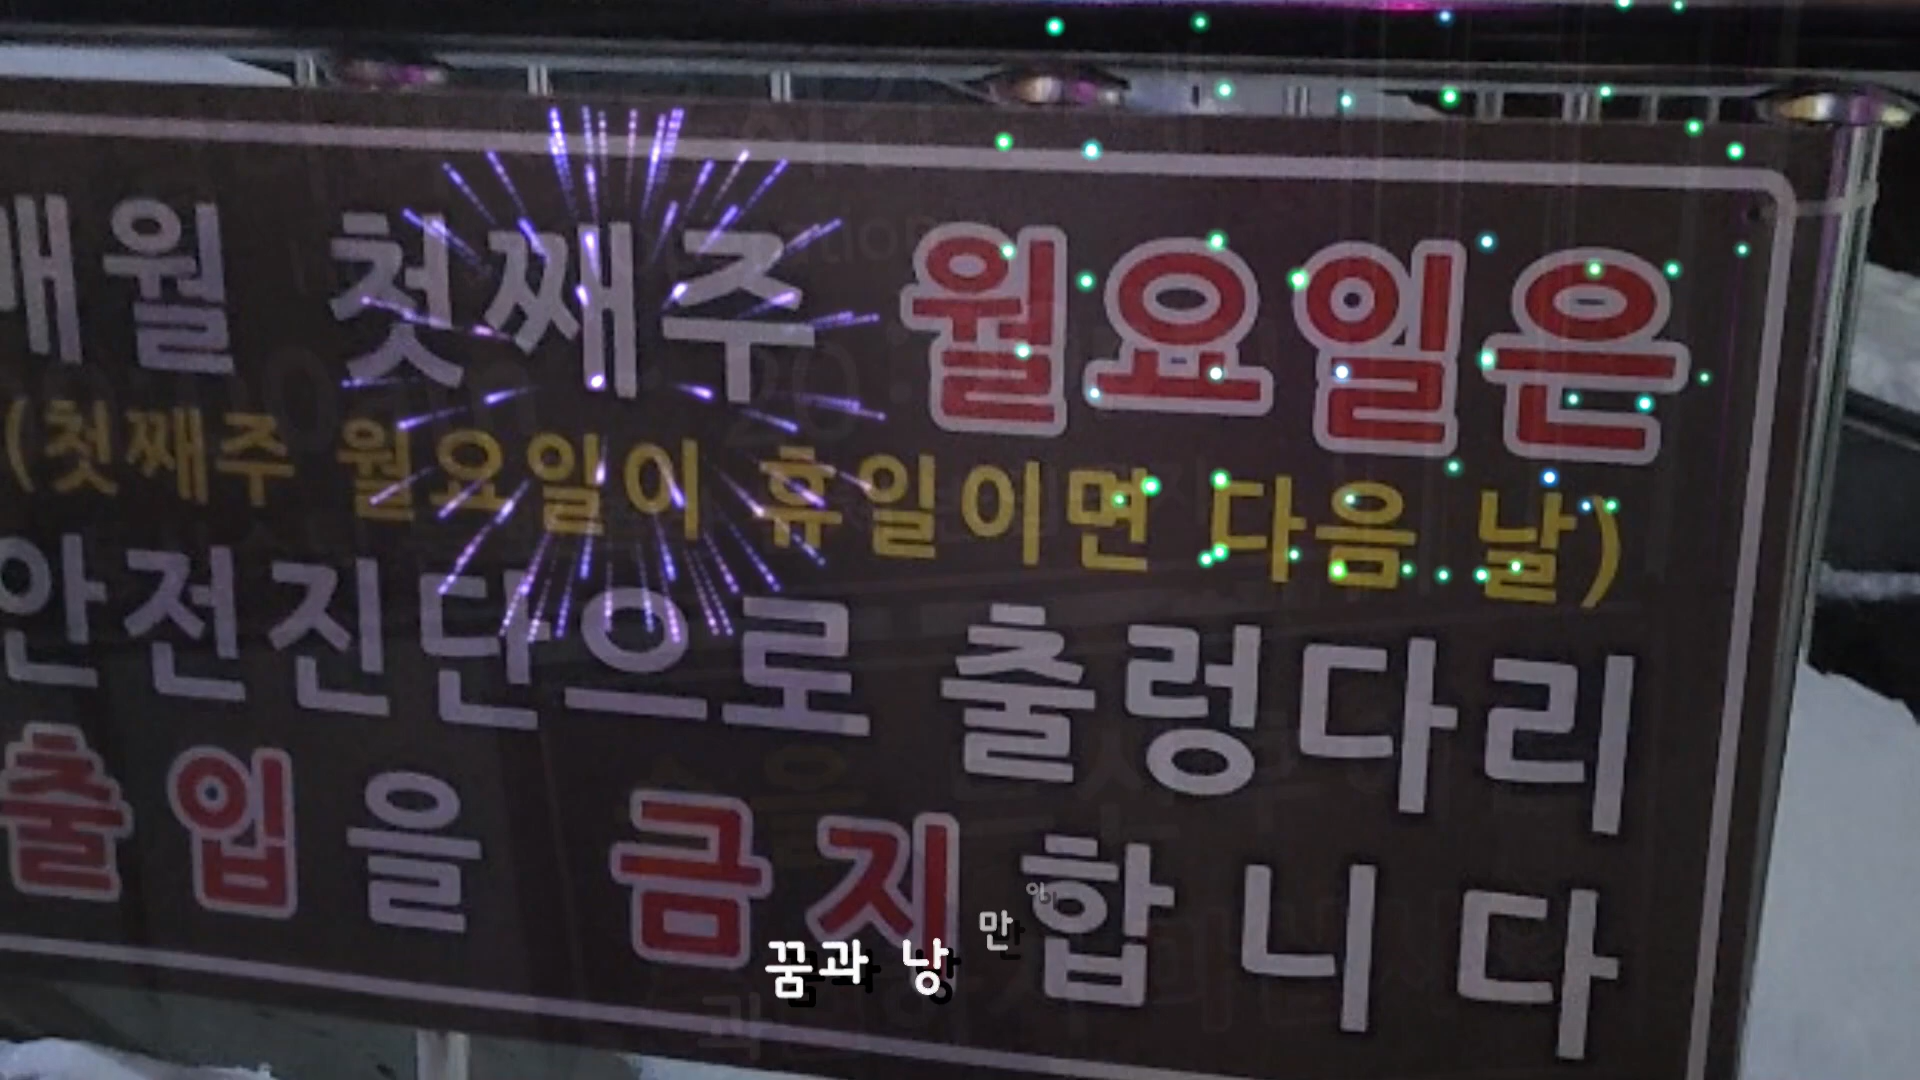 매월 첫째주 월요일은
(첫째주 월요일이 휴일이면 다음 날)
안전진단으로 출렁다리
출입을 금지합니다
꿈과 낭만이